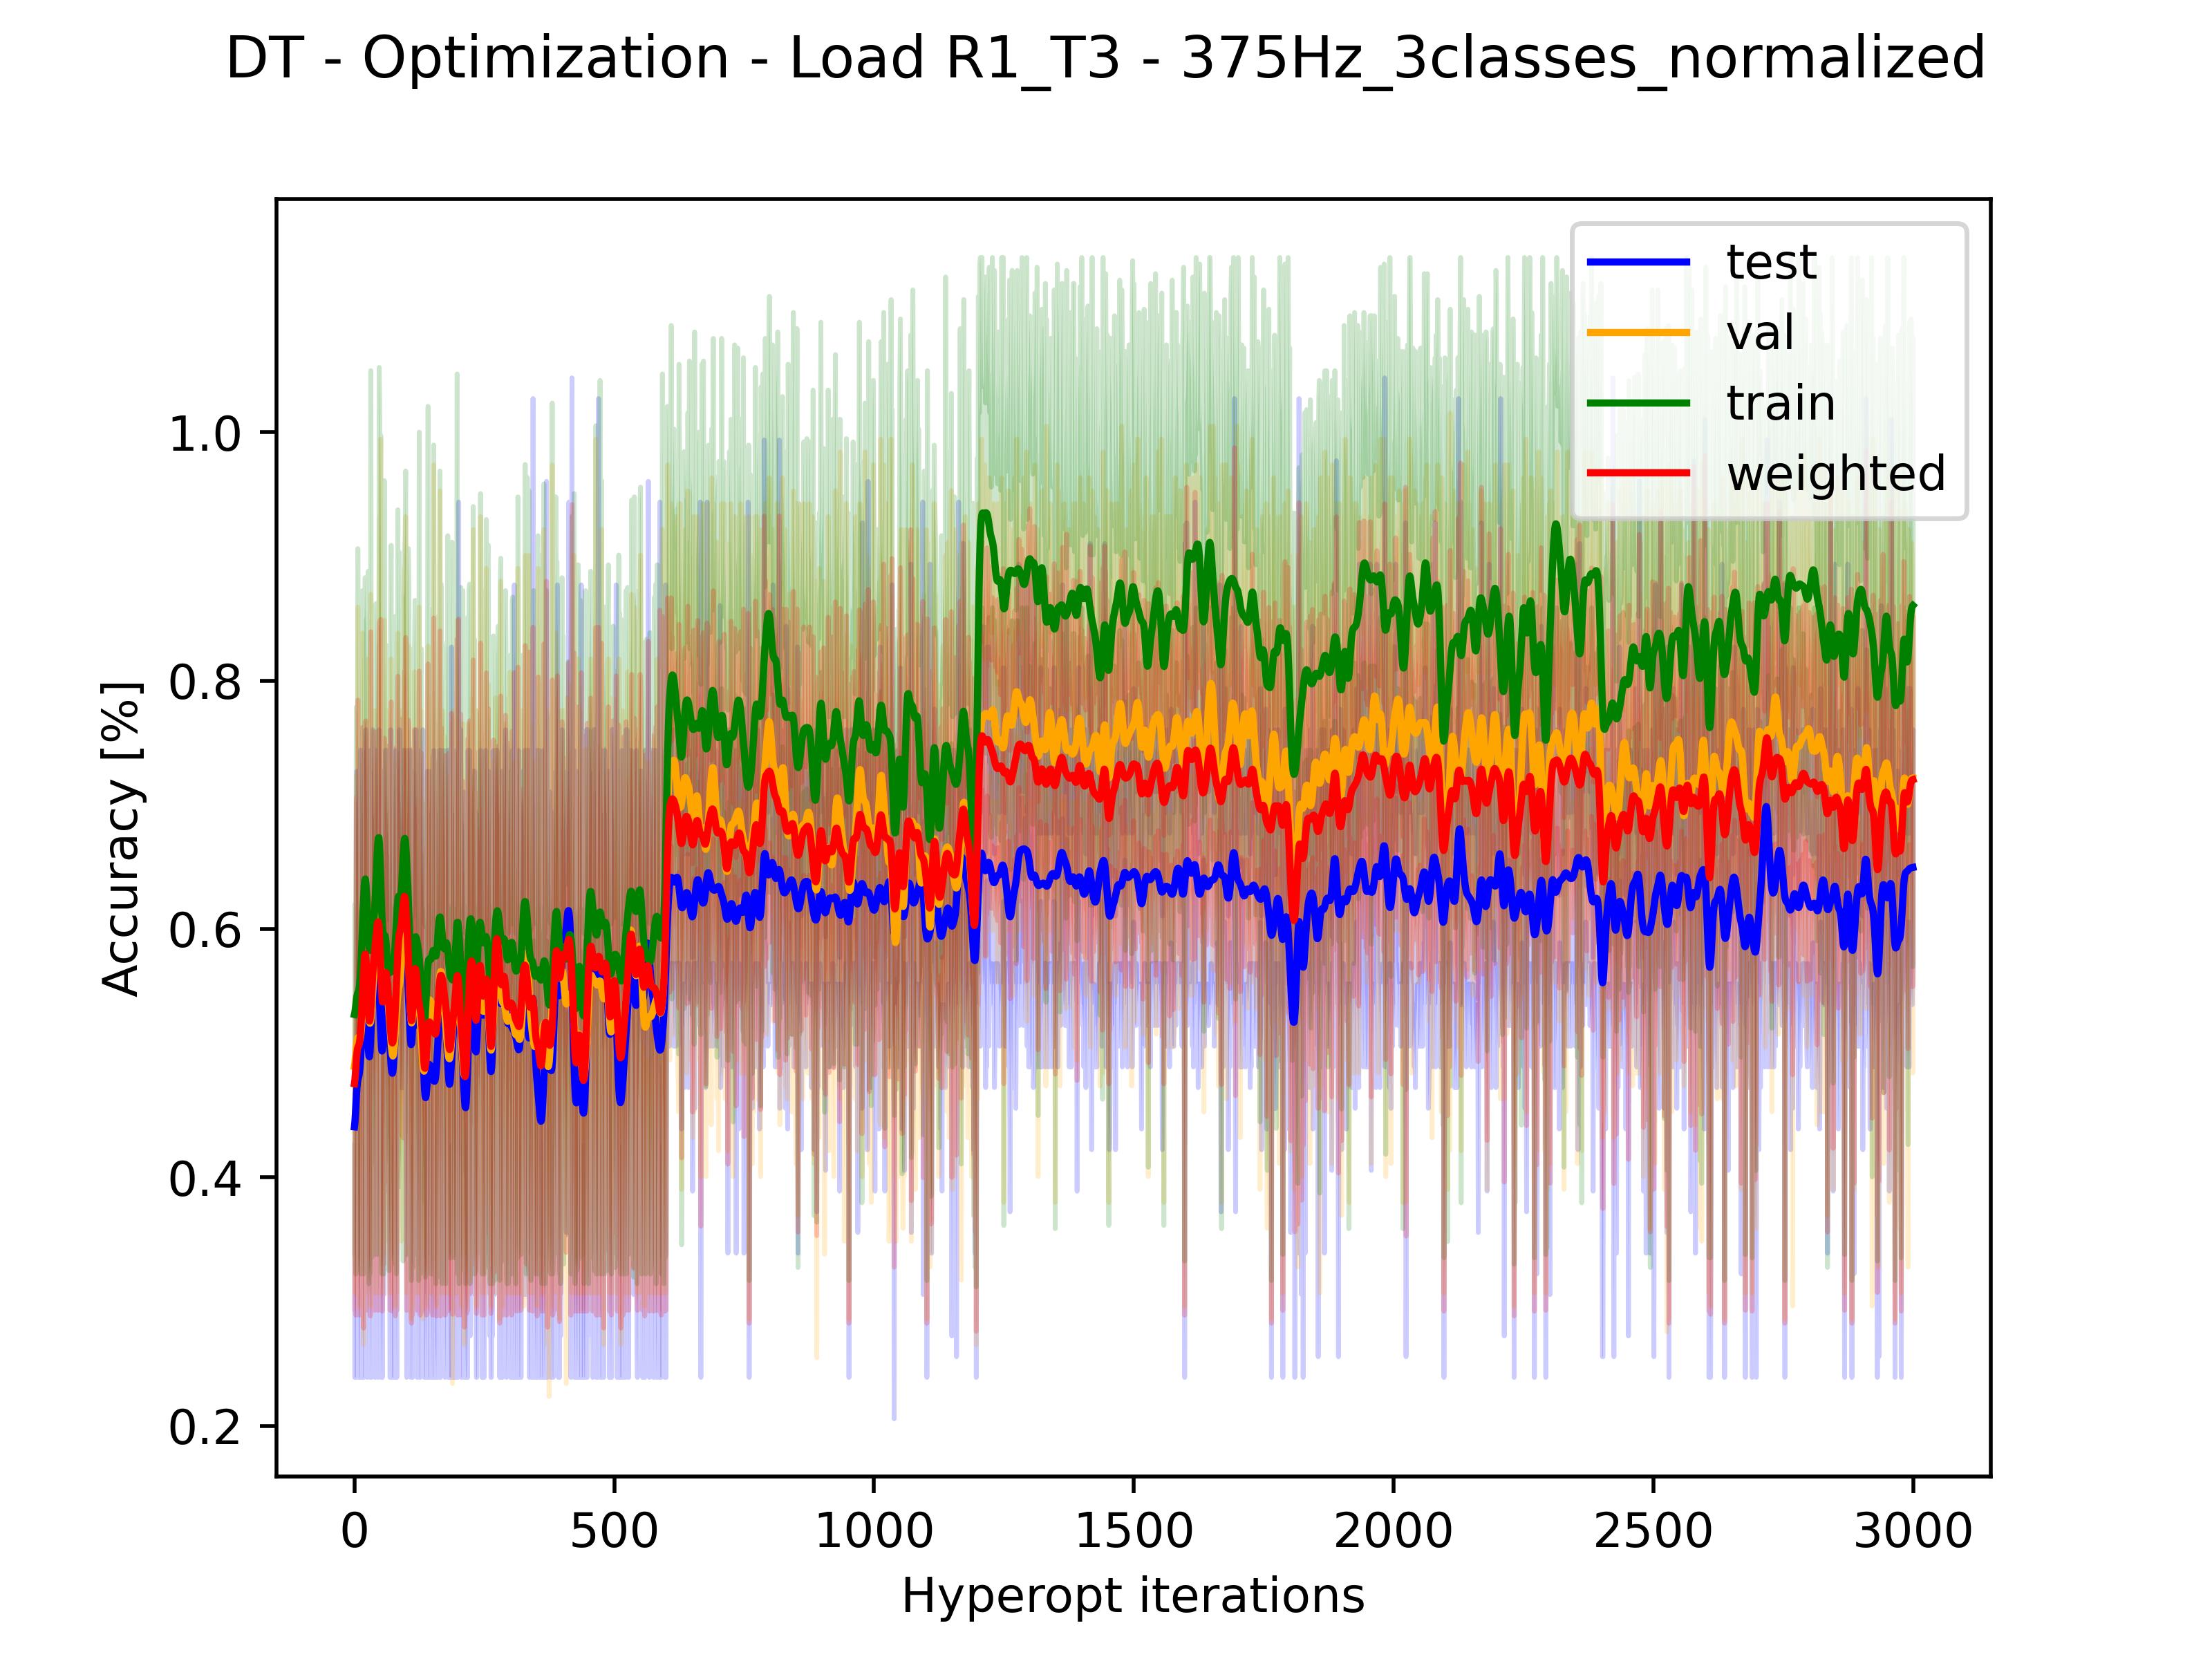 DT - Optimization - Load R1_T3 - 375Hz_3classes_normalized
test
val
train
weighted
Accuracy [%]
1.0
0.8
0.6
0.4
0.2
0 500 1000 1500 2000 2500 3000
Hyperopt iterations